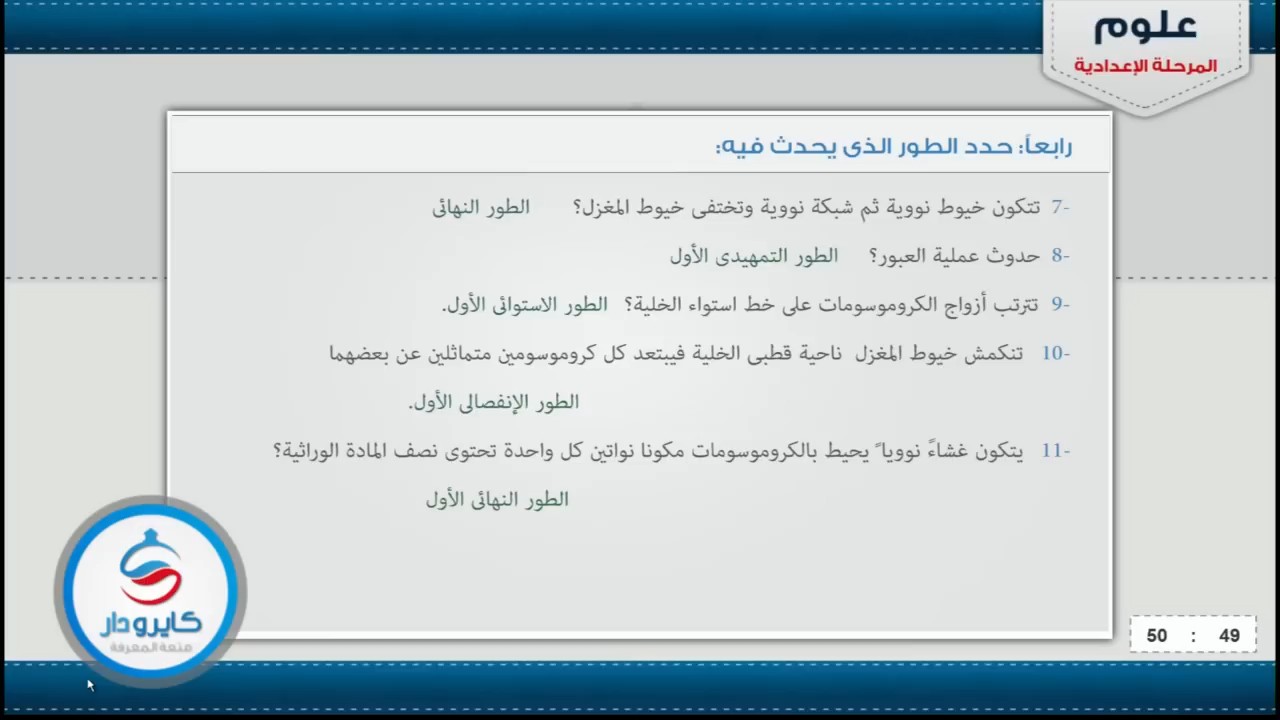 علوم
المرحلة الإعدادية
رابعاً: حدد الطور الذى يحدث فيه:
7- تتكون خيوط نووية ثم شبكة نووية وتختفى خيوط المغزل؟ الطور النهائى
8- حدوث عملية العبور؟ الطور التمهيدى الأول
9- تترتب أزواج الكروموسومات على خط استواء الخلية؟ الطور الاستوائى الأول.
10- تنكمش خيوط المغزل ناحية قطبى الخلية فيبتعد كل كروموسومين متماثلين عن بعضهما
الطور الإنفصالى الأول.
11- يتكون غشاءً نوويا ً يحيط بالكروموسومات مكونا نواتين كل واحدة تحتوى نصف المادة الوراثية؟
الطور النهائى الأول
كايرودار
متعة المعرفة
50 : 49